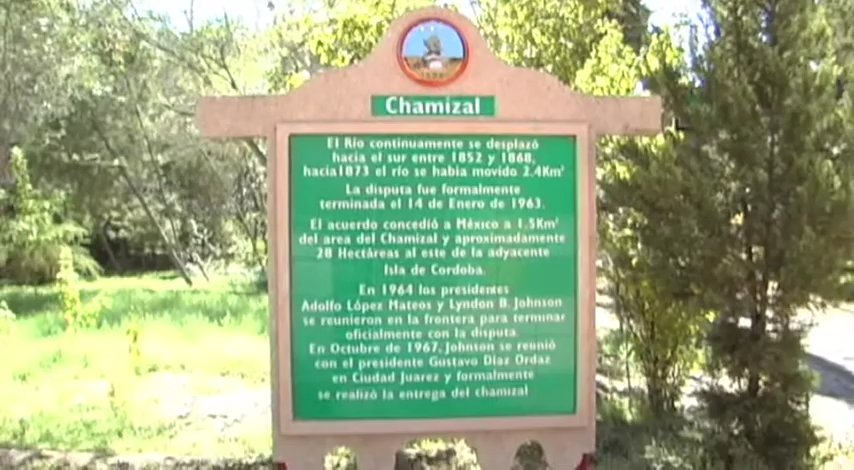 Chamizal
El Río continuamente se desplazó
hacia el sur entre 1852 y 1868,
hacia1873 el río se había movido 2.4Km²
La disputa fue formalmente
terminada el 14 de Enero de 1963.
El acuerdo concedió a México a 1.5Km²
del area del Chamizal y aproximadamente
28 Hectáreas al este de la adyacente
Isla de Cordoba.
En 1964 los presidentes
Adolfo López Mateos y Lyndon B. Johnson
se reunieron en la frontera para terminar
oficialmente con la disputa.
En Octubre de 1967, Johnson se reunió
con el presidente Gustavo Díaz Ordaz
en Ciudad Juarez y formalmente
se realizó la entrega del chamizal